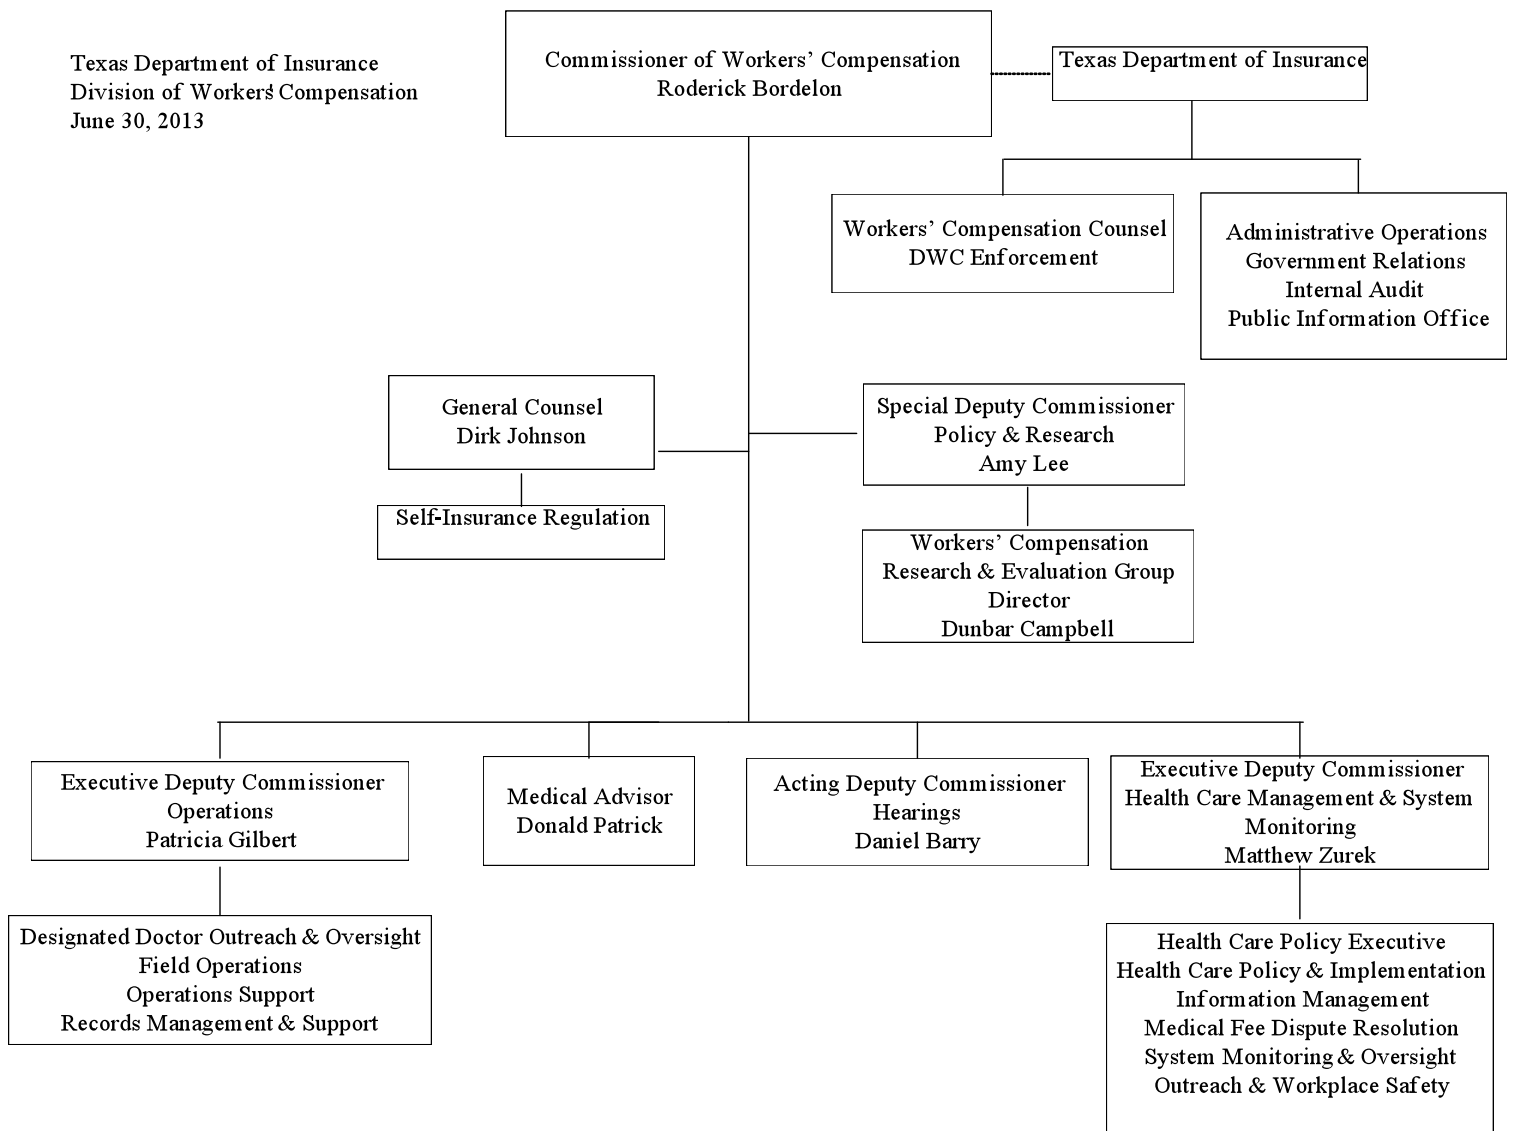 Texas Department of Insurance
Division of Workers' Compensation
June 30, 2013
Commissioner of Workers’ Compensation
Roderick Bordelon
Texas Department of Insurance
Workers’ Compensation Counsel
DWC Enforcement
Administrative Operations
Government Relations
Internal Audit
Public Information Office
General Counsel
Dirk Johnson
Self-Insurance Regulation
Special Deputy Commissioner
Policy & Research
Amy Lee
Workers’ Compensation
Research & Evaluation Group
Director
Dunbar Campbell
Executive Deputy Commissioner
Operations
Patricia Gilbert
Medical Advisor
Donald Patrick
Acting Deputy Commissioner
Hearings
Daniel Barry
Executive Deputy Commissioner
Health Care Management & System
Monitoring
Matthew Zurek
Designated Doctor Outreach & Oversight
Field Operations
Operations Support
Records Management & Support
Health Care Policy Executive
Health Care Policy & Implementation
Information Management
Medical Fee Dispute Resolution
System Monitoring & Oversight
Outreach & Workplace Safety